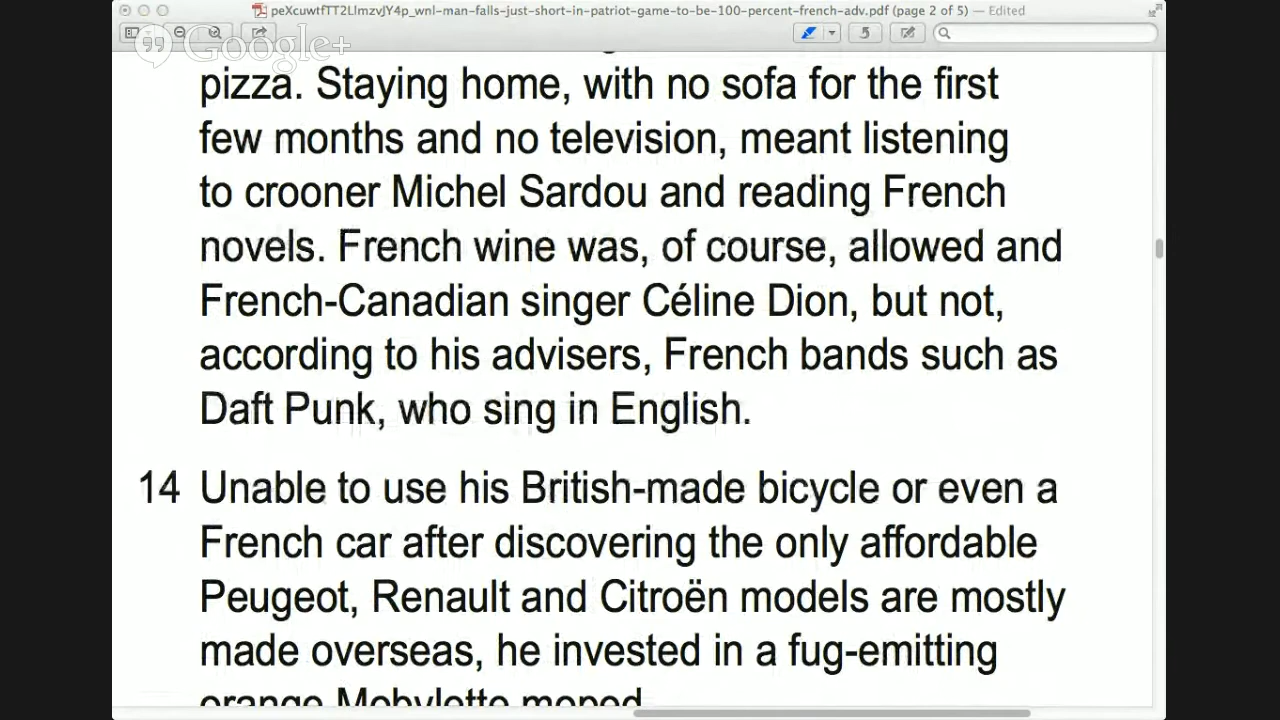 peXcuwtfTT2LlmzvJY4p_wnl-man-falls-just-short-in-patriot-game-to-be-100-percent-french-adv.pdf (page 2 of 5) — Edited
Google+
pizza. Staying home, with no sofa for the first
few months and no television, meant listening
to crooner Michel Sardou and reading French
novels. French wine was, of course, allowed and
French-Canadian singer Céline Dion, but not,
according to his advisers, French bands such as
Daft Punk, who sing in English.
14 Unable to use his British-made bicycle or even a
French car after discovering the only affordable
Peugeot, Renault and Citroën models are mostly
made overseas, he invested in a fug-emitting
orange Mobylette moped.